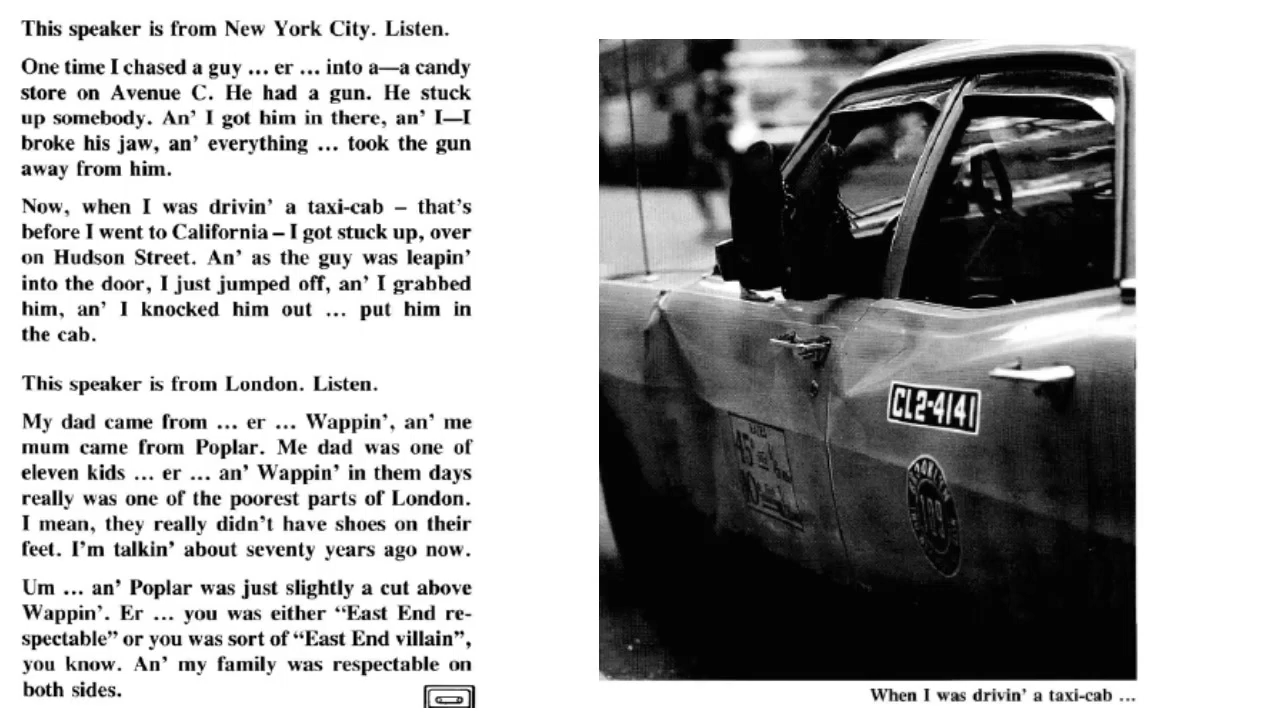 This speaker is from New York City. Listen.
One time I chased a guy ... er ... into a—a candy
store on Avenue C. He had a gun. He stuck
up somebody. An’ I got him in there, an’ I—I
broke his jaw, an’ everything ... took the gun
away from him.
Now, when I was drivin’ a taxi-cab – that’s
before I went to California – I got stuck up, over
on Hudson Street. An’ as the guy was leapin’
into the door, I just jumped off, an’ I grabbed
him, an’ I knocked him out ... put him in
the cab.
This speaker is from London. Listen.
My dad came from ... er ... Wappin’, an’ me
mum came from Poplar. Me dad was one of
eleven kids ... er ... an’ Wappin’ in them days
really was one of the poorest parts of London.
I mean, they really didn’t have shoes on their
feet. I’m talkin’ about seventy years ago now.
Um ... an’ Poplar was just slightly a cut above
Wappin’. Er ... you was either “East End re-
spectable” or you was sort of “East End villain”,
you know. An’ my family was respectable on
both sides.
CL2-4141
109
When I was drivin’ a taxi-cab ...